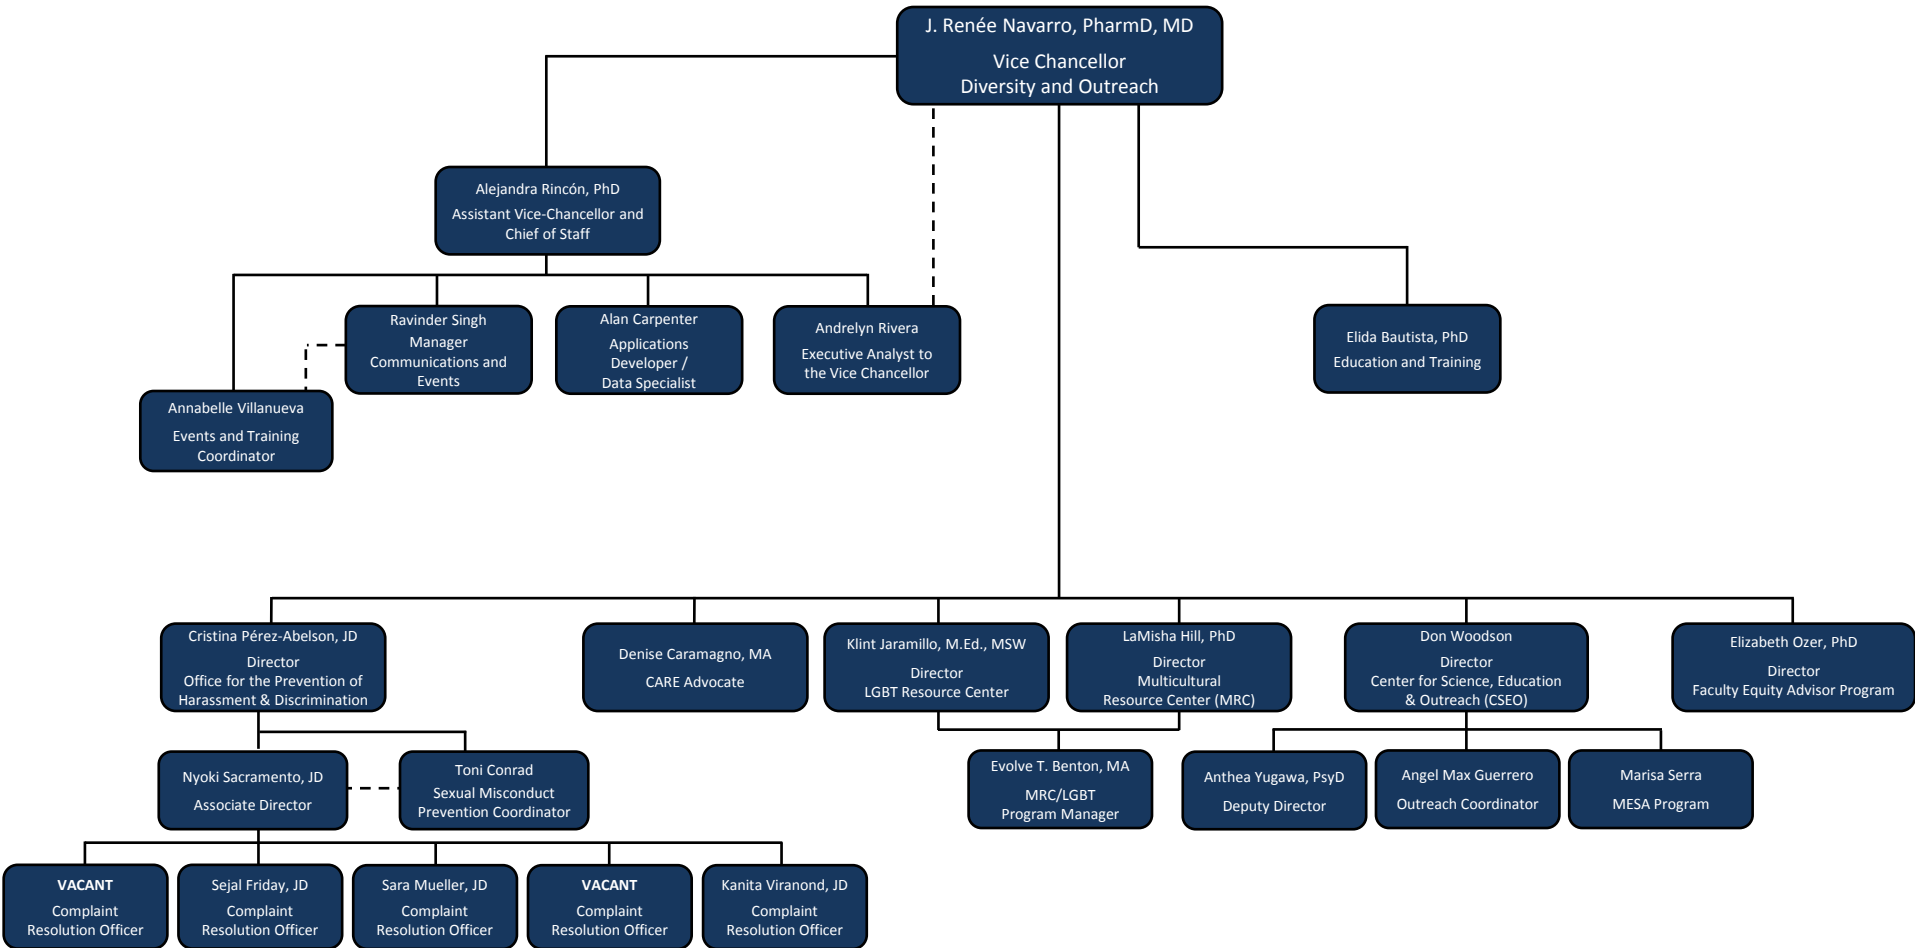 J. Renée Navarro, PharmD, MD
Vice Chancellor
Diversity and Outreach
Alejandra Rincón, PhD
Assistant Vice-Chancellor and
Chief of Staff
Ravinder Singh
Manager
Communications and
Events
Alan Carpenter
Applications
Developer /
Data Specialist
Andrelyn Rivera
Executive Analyst to
the Vice Chancellor
Elida Bautista, PhD
Education and Training
Annabelle Villanueva
Events and Training
Coordinator
Cristina Pérez-Abelson, JD
Director
Office for the Prevention of
Harassment & Discrimination
Denise Caramagno, MA
CARE Advocate
Klint Jaramillo, M.Ed., MSW
Director
LGBT Resource Center
LaMisha Hill, PhD
Director
Multicultural
Resource Center (MRC)
Don Woodson
Director
Center for Science, Education
& Outreach (CSEO)
Elizabeth Ozer, PhD
Director
Faculty Equity Advisor Program
Nyoki Sacramento, JD
Associate Director
Toni Conrad
Sexual Misconduct
Prevention Coordinator
Evolve T. Benton, MA
MRC/LGBT
Program Manager
Anthea Yugawa, PsyD
Deputy Director
Angel Max Guerrero
Outreach Coordinator
Marisa Serra
MESA Program
VACANT
Complaint
Resolution Officer
Sejal Friday, JD
Complaint
Resolution Officer
Sara Mueller, JD
Complaint
Resolution Officer
VACANT
Complaint
Resolution Officer
Kanita Viranond, JD
Complaint
Resolution Officer